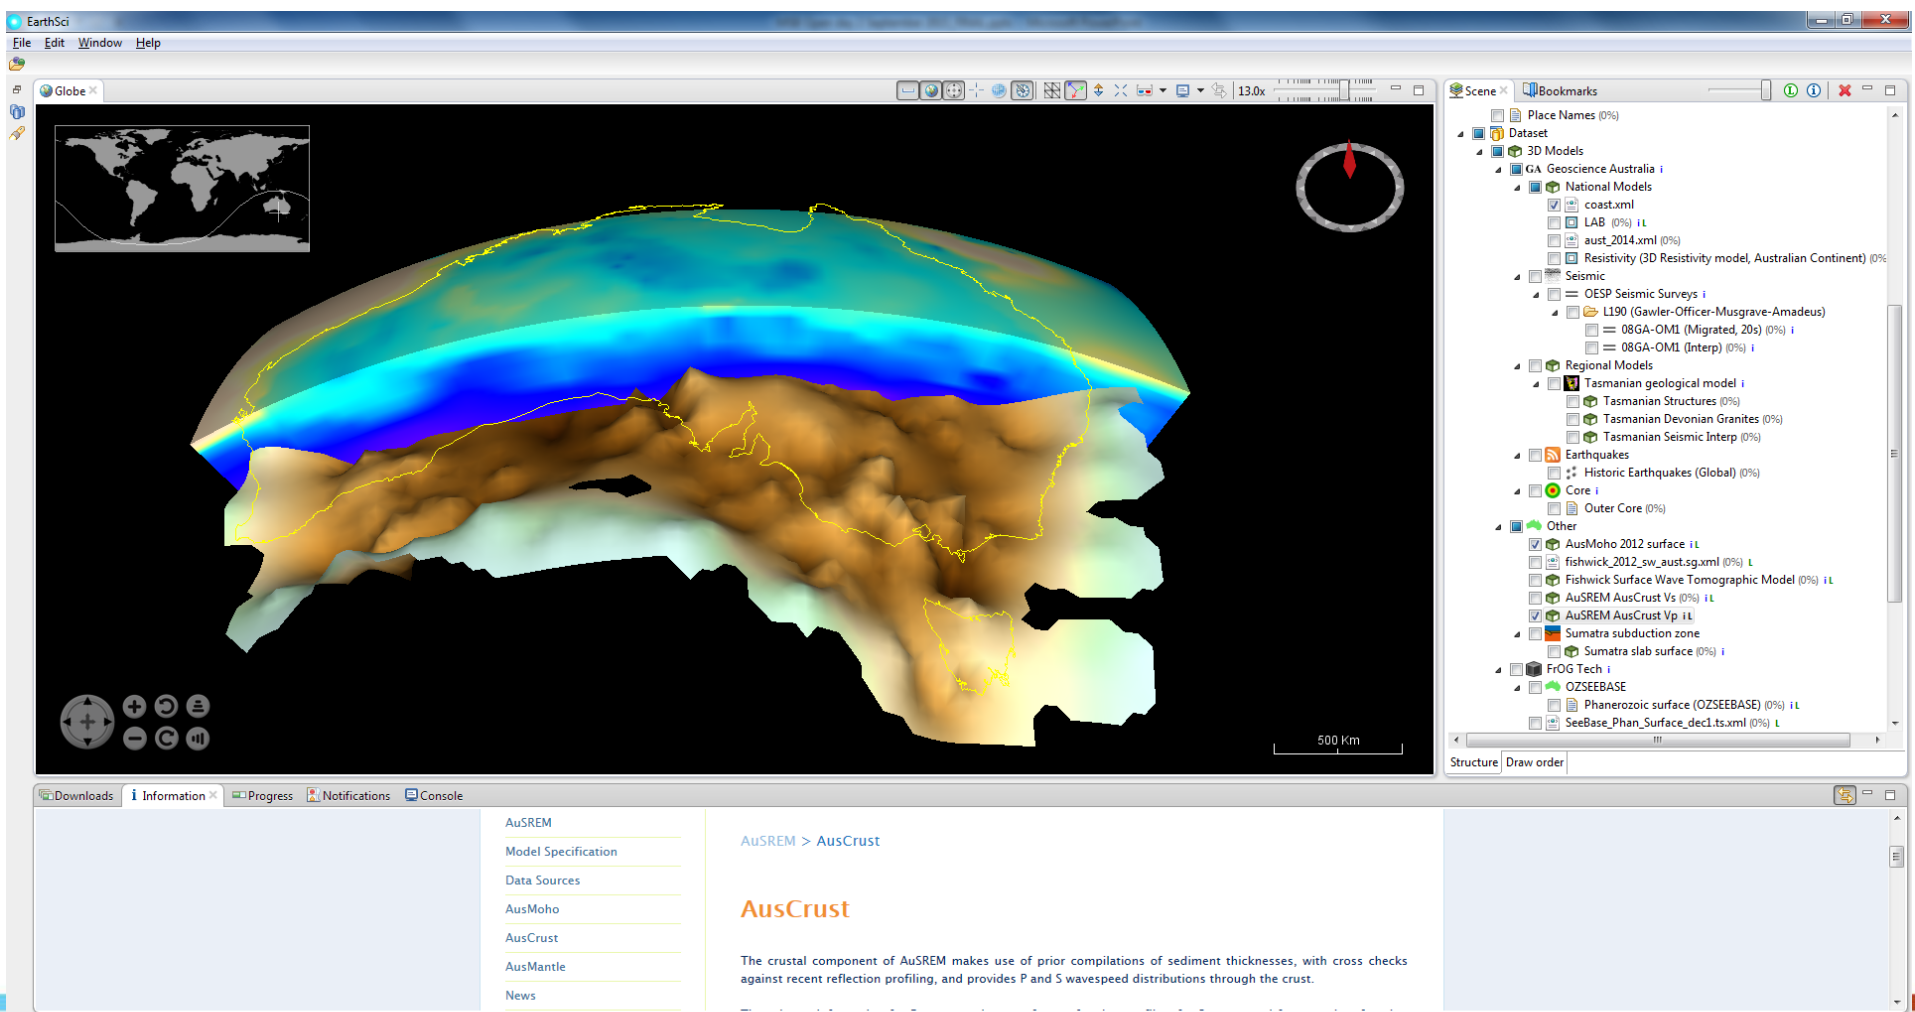 EarthSci
File Edit Window Help
Globe
13.0x
500 Km
Scene Bookmarks
Place Names (0%)
Dataset
3D Models
GA Geoscience Australia i
National Models
coast.xml
LAB (0%) i L
aust_2014.xml (0%)
Resistivity (3D Resistivity model, Australian Continent) (0%
Seismic
OESP Seismic Surveys i
L190 (Gawler-Officer-Musgrave-Amadeus)
08GA-OM1 (Migrated, 20s) (0%) i
08GA-OM1 (Interp) (0%) i
Regional Models
Tasmanian geological model i
Tasmanian Structures (0%)
Tasmanian Devonian Granites (0%)
Tasmanian Seismic Interp (0%)
Earthquakes
Historic Earthquakes (Global) (0%)
Core i
Outer Core (0%)
Other
AusMoho 2012 surface i L
fishwick_2012_sw_aust.sg.xml (0%) L
Fishwick Surface Wave Tomographic Model (0%) i L
AuSREM AusCrust Vs (0%) i L
AuSREM AusCrust Vp i L
Sumatra subduction zone
Sumatra slab surface (0%) i
FrOG Tech i
OZSEEBASE
Phanerozoic surface (OZSEEBASE) (0%) i L
SeeBase_Phan_Surface_dec1.ts.xml (0%) L
Structure Draw order
Downloads Information Progress Notifications Console
AuSREM
Model Specification
Data Sources
AusMoho
AusCrust
AusMantle
News
AuSREM > AusCrust
AusCrust
The crustal component of AuSREM makes use of prior compilations of sediment thicknesses, with cross checks
against recent reflection profiling, and provides P and S wavespeed distributions through the crust.